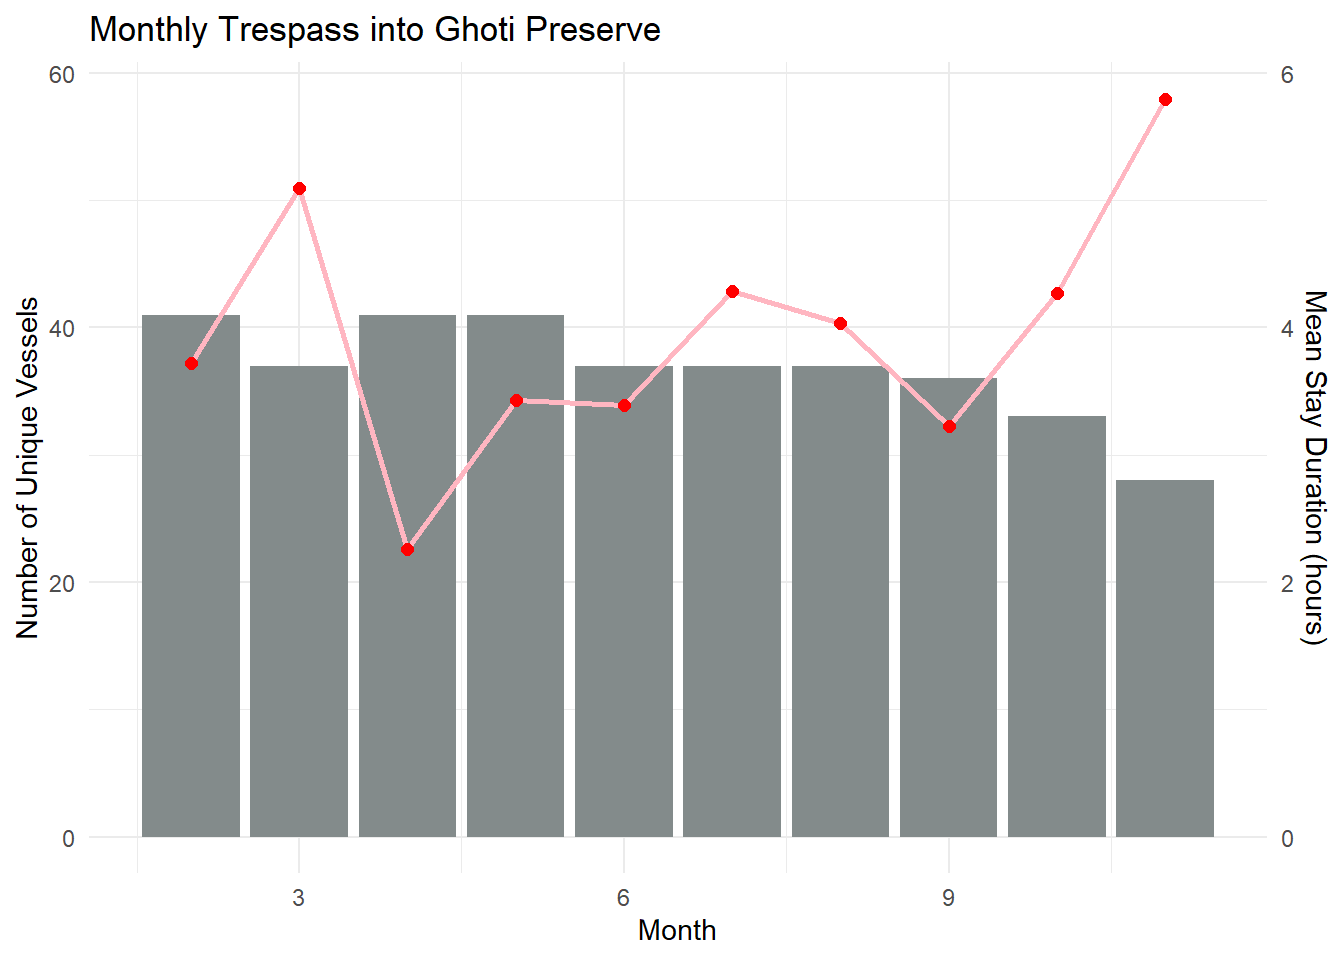 Monthly Trespass into Ghoti Preserve
60
40
20
0
Number of Unique Vessels
6
4
2
0
Mean Stay Duration (hours)
3
6
9
Month